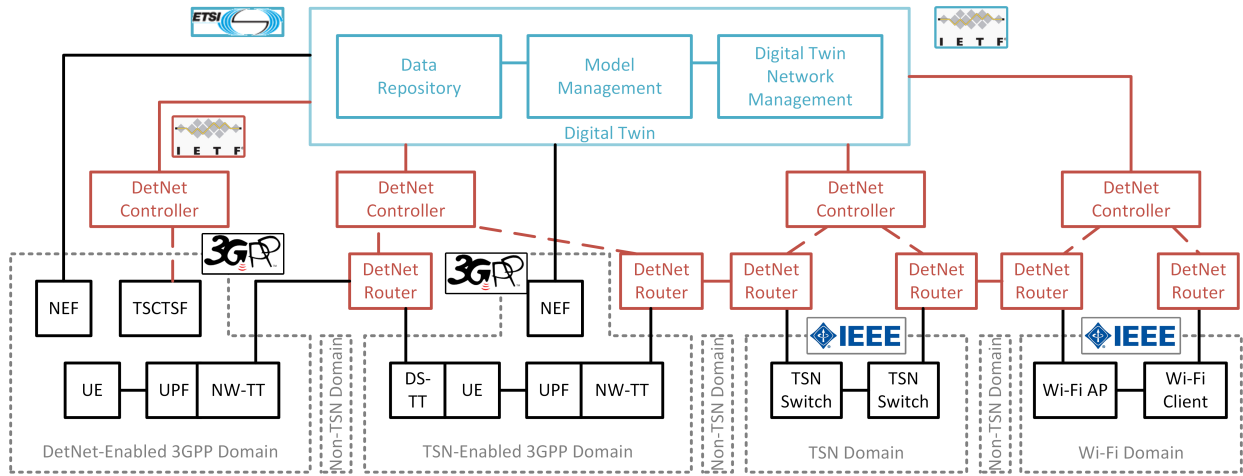 ETSI
I E T F
Data
Repository
Model
Management
Digital Twin
Network
Management
Digital Twin
I E T F
DetNet
Controller
DetNet
Controller
DetNet
Controller
DetNet
Controller
3GPP
3GPP
NEF
TSCTSF
DetNet
Router
NEF
DetNet
Router
DetNet
Router
DetNet
Router
DetNet
Router
DetNet
Router
IEEE
IEEE
UE
UPF
NW-TT
DS-
TT
UE
UPF
NW-TT
TSN
Switch
TSN
Switch
Wi-Fi AP
Wi-Fi
Client
DetNet-Enabled 3GPP Domain
Non-TSN Domain
TSN-Enabled 3GPP Domain
Non-TSN Domain
TSN Domain
Non-TSN Domain
Wi-Fi Domain